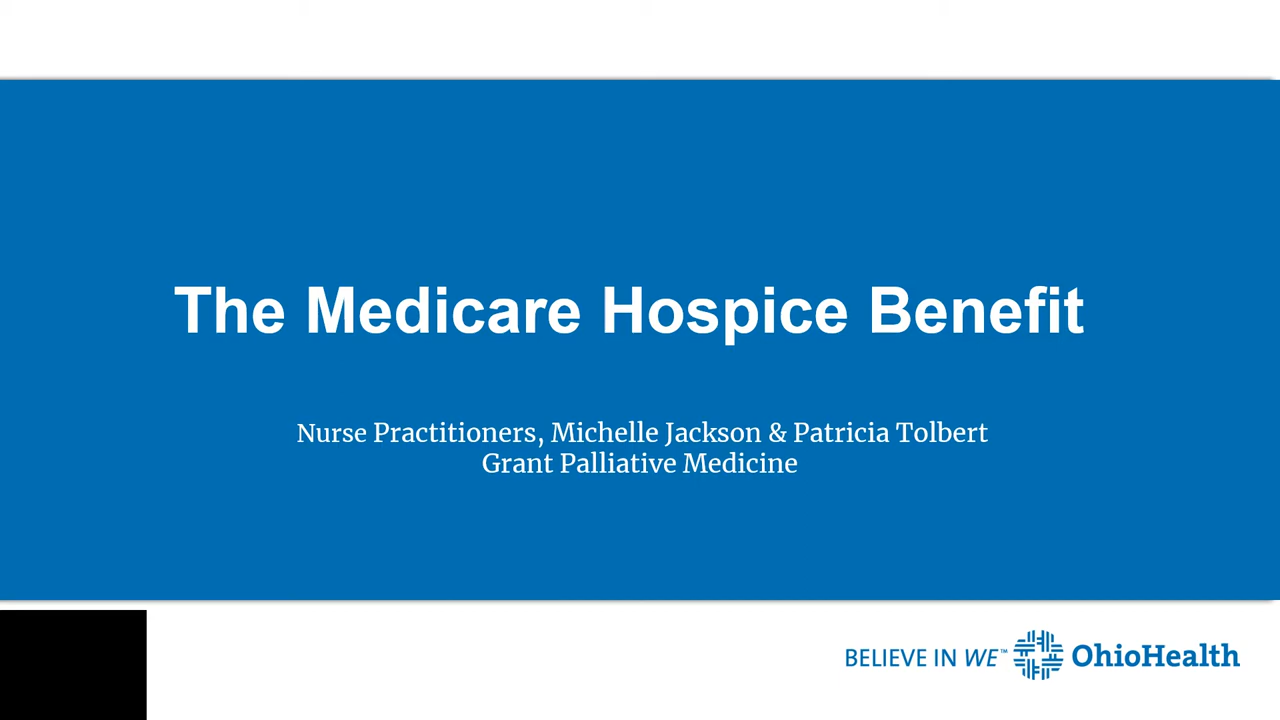 The Medicare Hospice Benefit
Nurse Practitioners, Michelle Jackson & Patricia Tolbert
Grant Palliative Medicine
BELIEVE IN WE™ OhioHealth